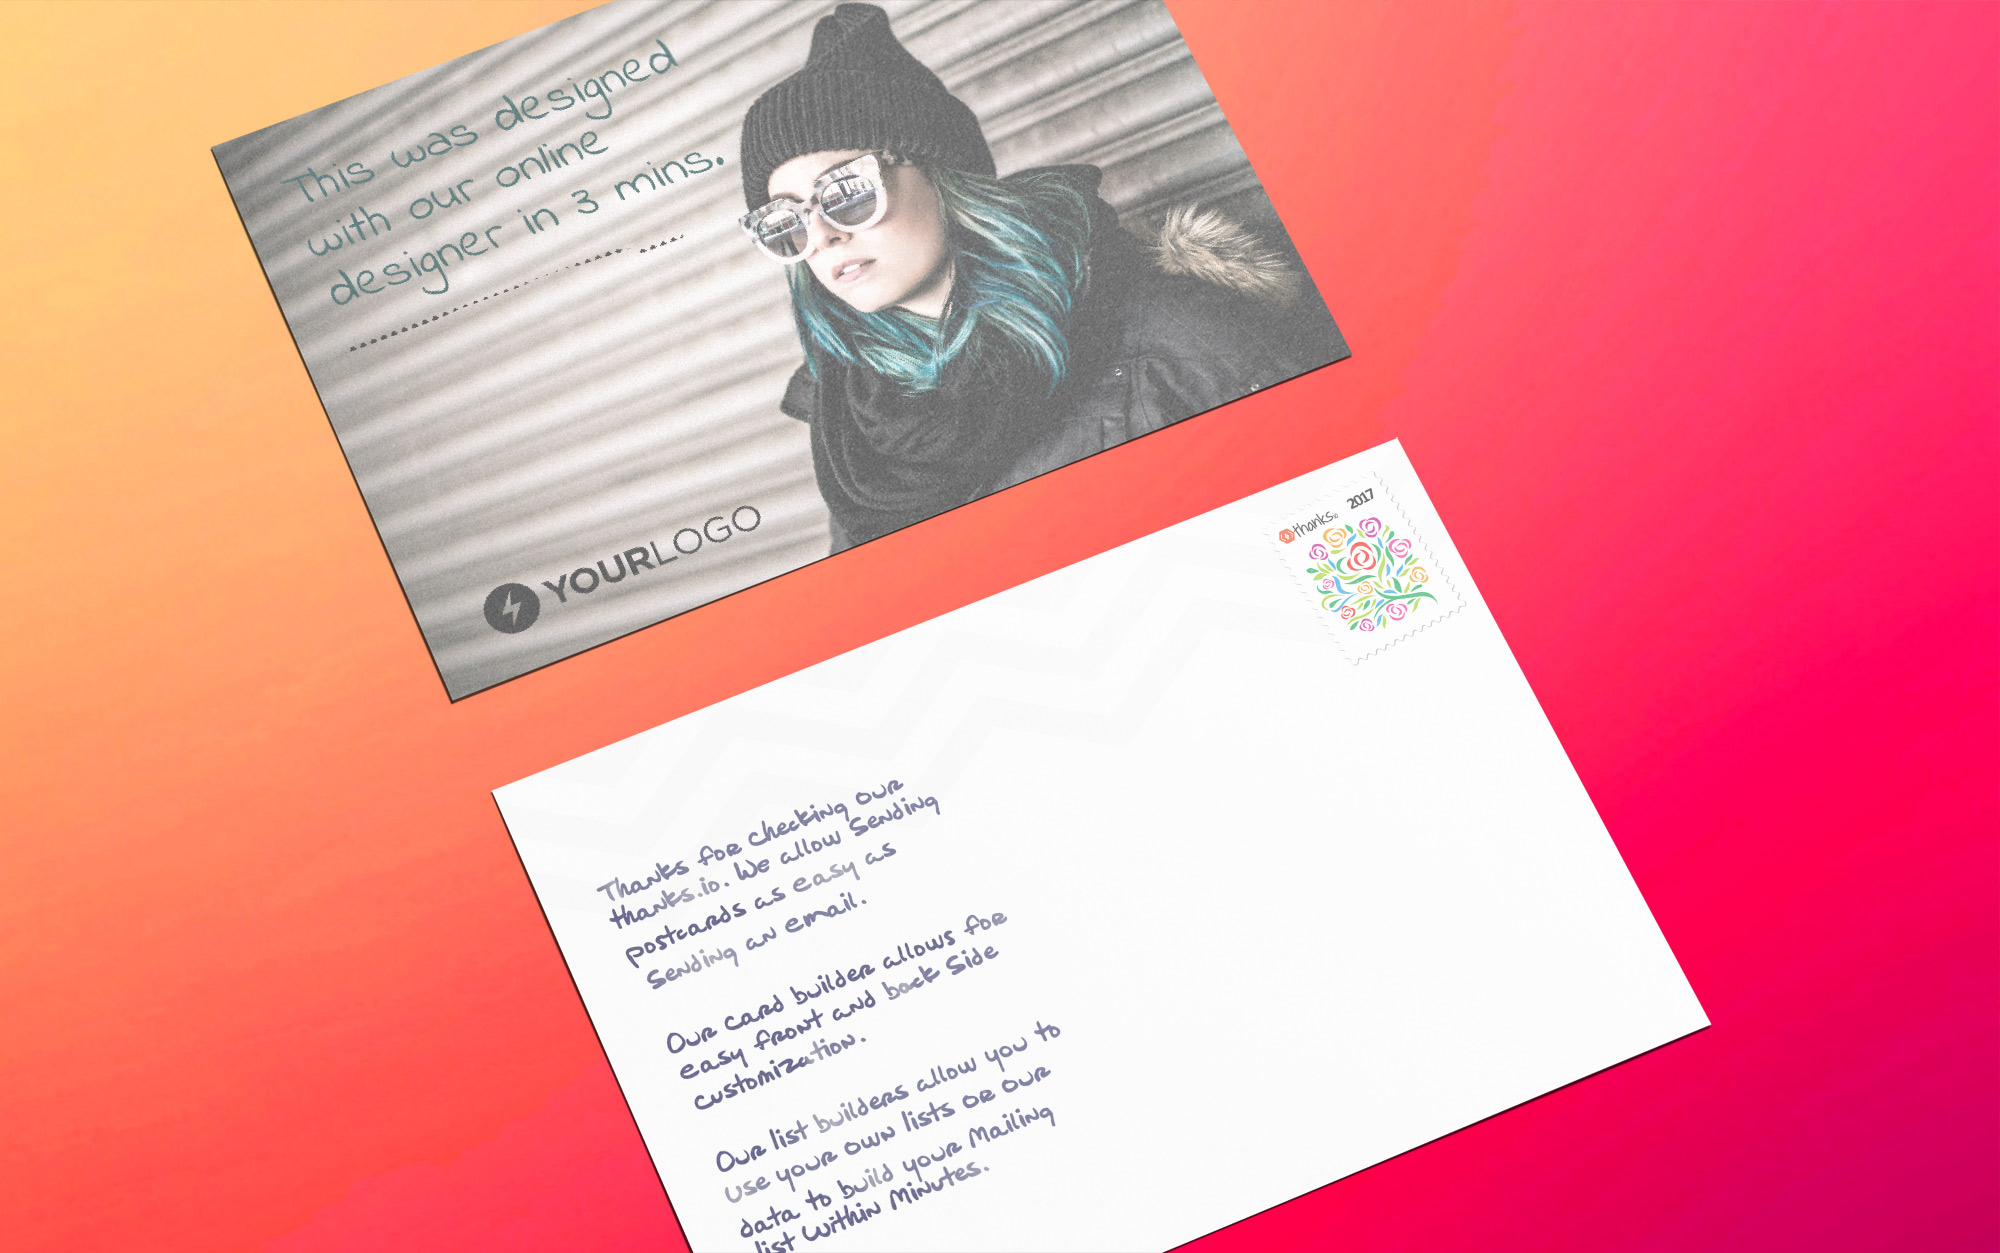 This was designed
with our online
designer in 3 mins.
YOURLOGO
thanks.io 2017
Thanks for checking our
thanks.io. We allow sending
postcards as easy as
sending an email.
Our card builder allows for
easy front and back side
customization.
Our list builders allow you to
use your own lists or our
data to build your mailing
list within minutes.